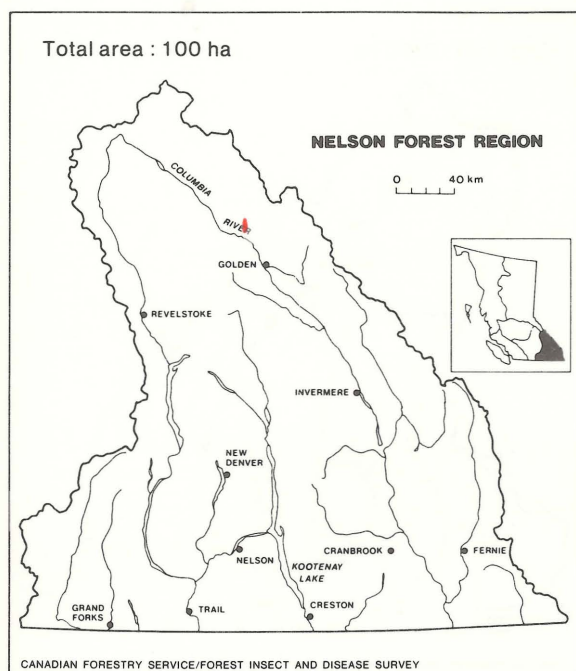 Total area : 100 ha
NELSON FOREST REGION
0 40 km
COLUMBIA
RIVER
GOLDEN
REVELSTOKE
INVERMERE
NEW
DENVER
NELSON
KOOTENAY
LAKE
CRANBROOK
FERNIE
GRAND
FORKS
TRAIL
CRESTON
CANADIAN FORESTRY SERVICE/FOREST INSECT AND DISEASE SURVEY